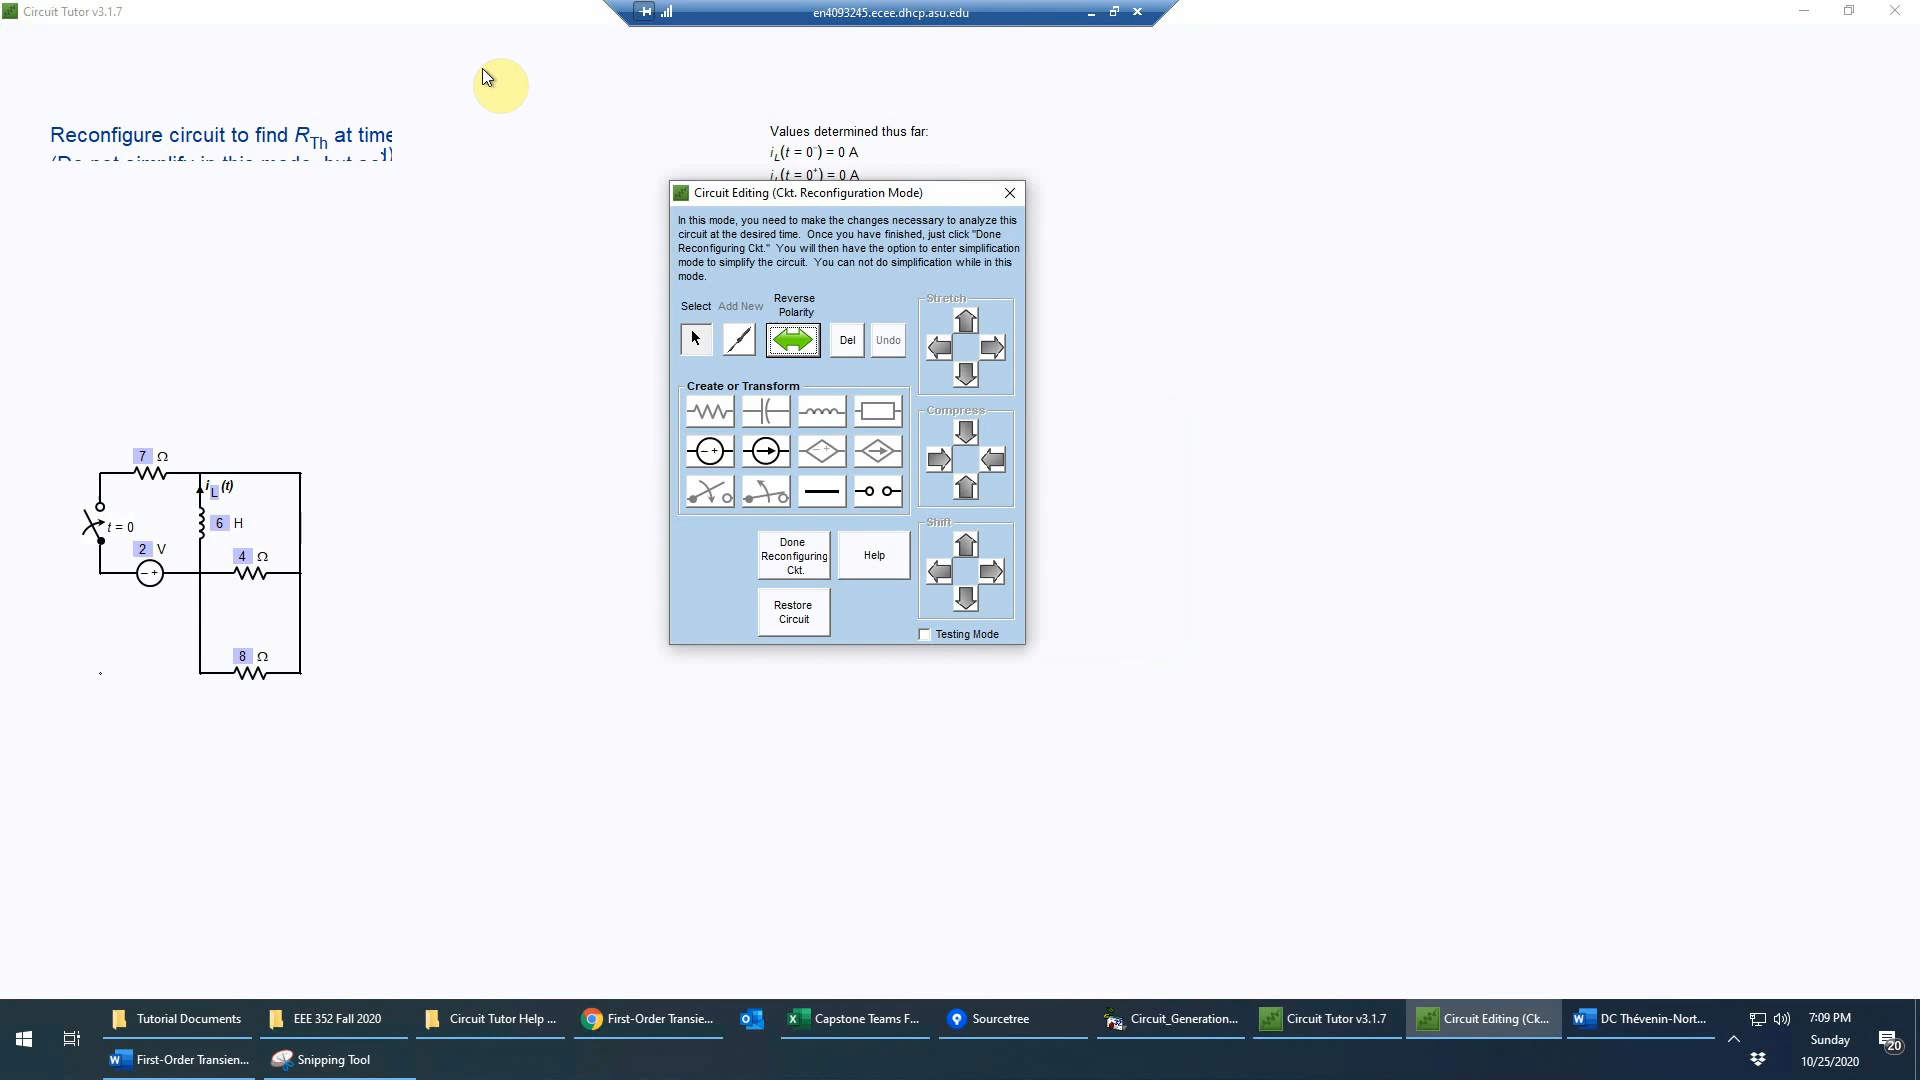 Circuit Tutor v3.1.7
en4093245.ecee.dhcp.asu.edu
Reconfigure circuit to find RTh at time
Values determined thus far:
iL(t = 0-) = 0 A
iL(t = 0+) = 0 A
Circuit Editing (Ckt. Reconfiguration Mode)
In this mode, you need to make the changes necessary to analyze this
circuit at the desired time. Once you have finished, just click "Done
Reconfiguring Ckt." You will then have the option to enter simplification
mode to simplify the circuit. You can not do simplification while in this
mode.
Select Add New Reverse Polarity
Stretch
Del Undo
Create or Transform
Compress
Shift
Done
Reconfiguring
Ckt.
Help
Restore
Circuit
Testing Mode
7 Ω
iL(t)
t = 0
6 H
2 V
4 Ω
8 Ω
Tutorial Documents
EEE 352 Fall 2020
Circuit Tutor Help ...
First-Order Transie...
Capstone Teams F...
Sourcetree
Circuit_Generation...
Circuit Tutor v3.1.7
Circuit Editing (Ck...
DC Thévenin-Nort...
7:09 PM
Sunday
10/25/2020
20
First-Order Transien...
Snipping Tool